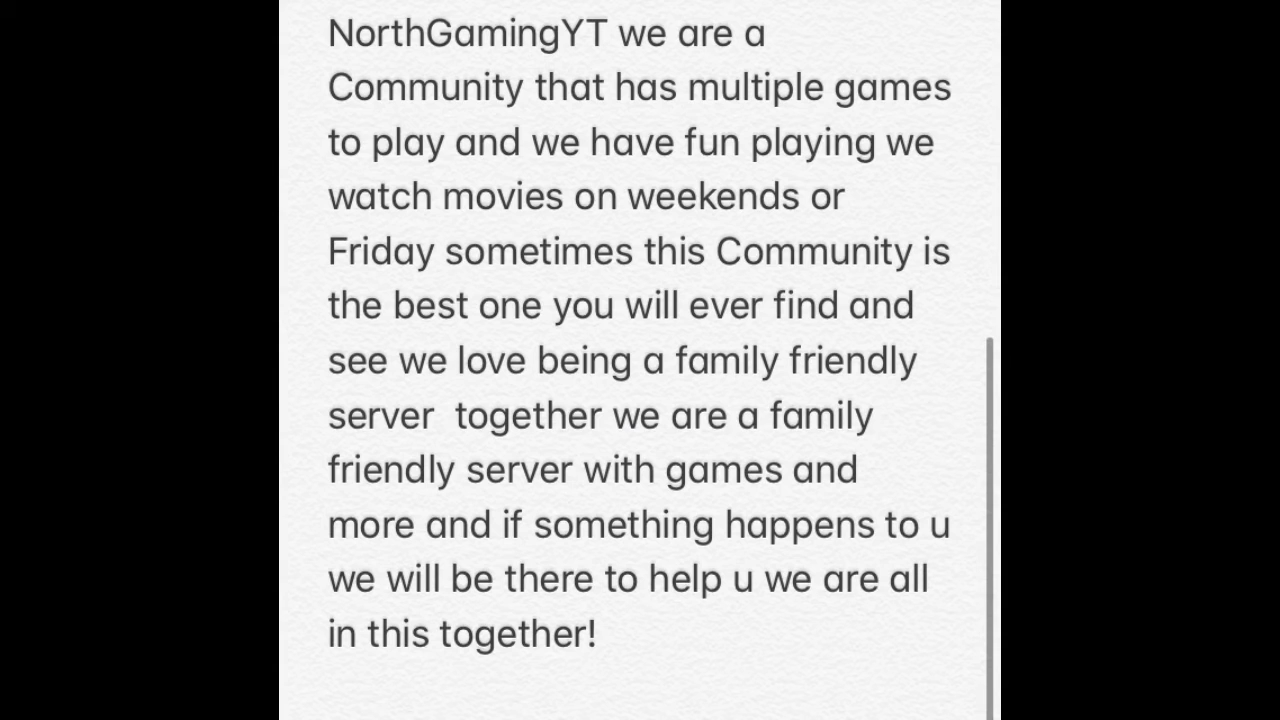 NorthGamingYT we are a
Community that has multiple games
to play and we have fun playing we
watch movies on weekends or
Friday sometimes this Community is
the best one you will ever find and
see we love being a family friendly
server  together we are a family
friendly server with games and
more and if something happens to u
we will be there to help u we are all
in this together!